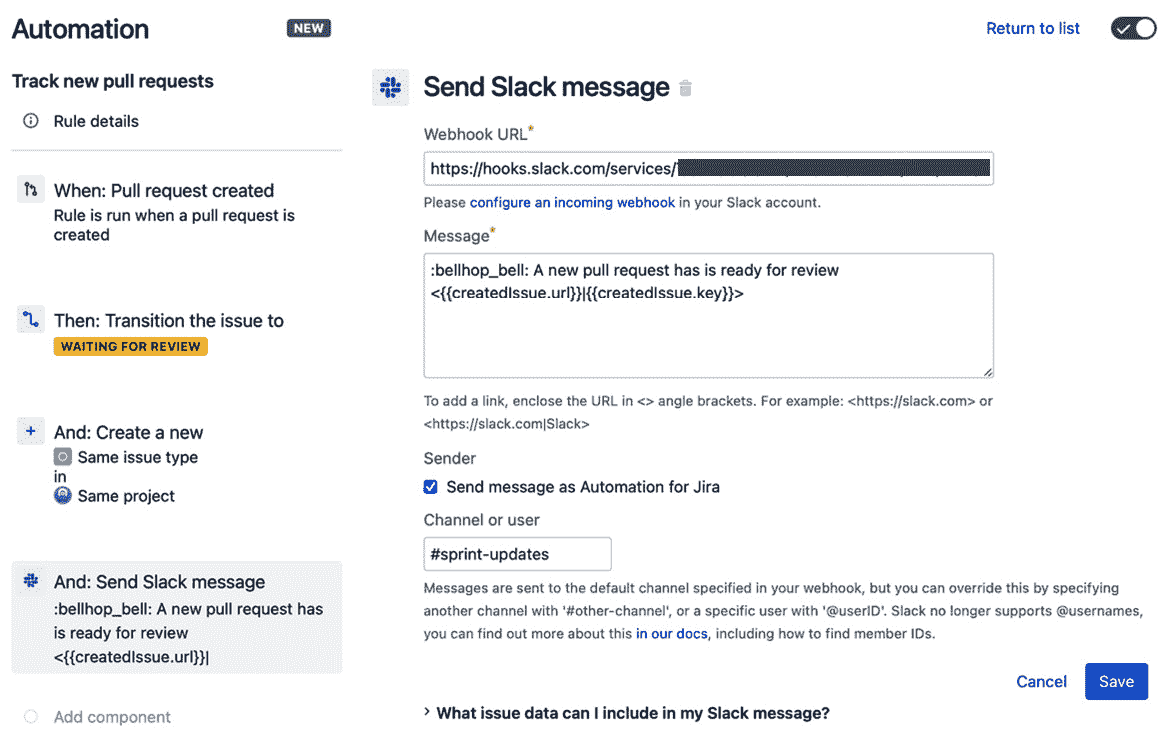 Automation
NEW
Return to list
Track new pull requests
Rule details
When: Pull request created
Rule is run when a pull request is
created
Then: Transition the issue to
WAITING FOR REVIEW
And: Create a new
Same issue type
in
Same project
And: Send Slack message
:bellhop_bell: A new pull request has
is ready for review
<{{createdIssue.url}}|
Add component
Send Slack message
Webhook URL*
https://hooks.slack.com/services/
Please configure an incoming webhook in your Slack account.
Message*
:bellhop_bell: A new pull request has is ready for review
<{{createdIssue.url}}|{{createdIssue.key}}>
To add a link, enclose the URL in <> angle brackets. For example: <https://slack.com> or
<https://slack.com|Slack>
Sender
Send message as Automation for Jira
Channel or user
#sprint-updates
Messages are sent to the default channel specified in your webhook, but you can override this by specifying
another channel with '#other-channel', or a specific user with '@userID'. Slack no longer supports @usernames,
you can find out more about this in our docs, including how to find member IDs.
Cancel
Save
What issue data can I include in my Slack message?